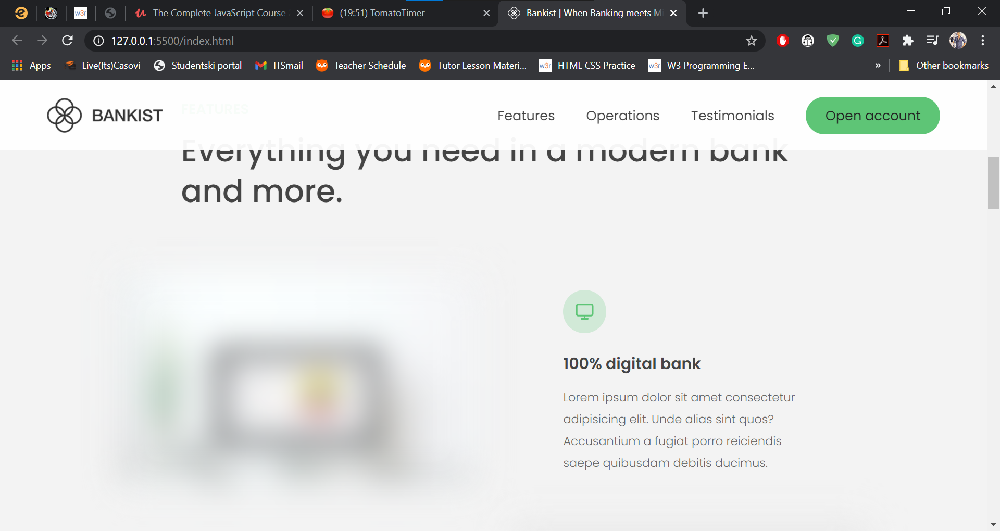 The Complete JavaScript Course
(19:51) TomatoTimer
Bankist | When Banking meets M
127.0.0.1:5500/index.html
Apps
Live(Its)Casovi
Studentski portal
ITSmail
Teacher Schedule
Tutor Lesson Materi...
w3r
HTML CSS Practice
w3r
W3 Programming E...
»
Other bookmarks
BANKIST
FEATURES
Features
Operations
Testimonials
Open account
Everything you need in a modern bank
and more.
100% digital bank
Lorem ipsum dolor sit amet consectetur
adipisicing elit. Unde alias sint quos?
Accusantium a fugiat porro reiciendis
saepe quibusdam debitis ducimus.